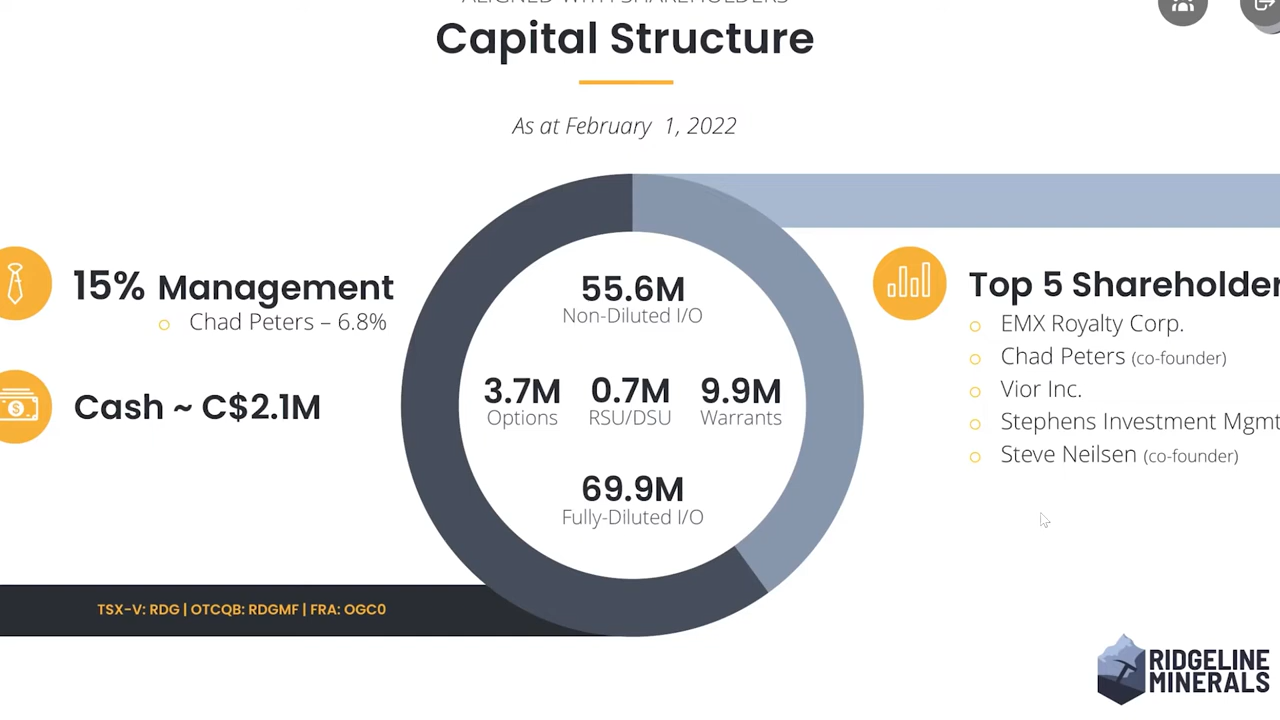 ALIGNED WITH SHAREHOLDERS
Capital Structure
As at February 1, 2022
15% Management
Chad Peters – 6.8%
Cash ~ C$2.1M
55.6M
Non-Diluted I/O
3.7M 0.7M 9.9M
Options RSU/DSU Warrants
69.9M
Fully-Diluted I/O
Top 5 Shareholder
EMX Royalty Corp.
Chad Peters (co-founder)
Vior Inc.
Stephens Investment Mgmt
Steve Neilsen (co-founder)
TSX-V: RDG | OTCQB: RDGMF | FRA: OGC0
RIDGELINE
MINERALS